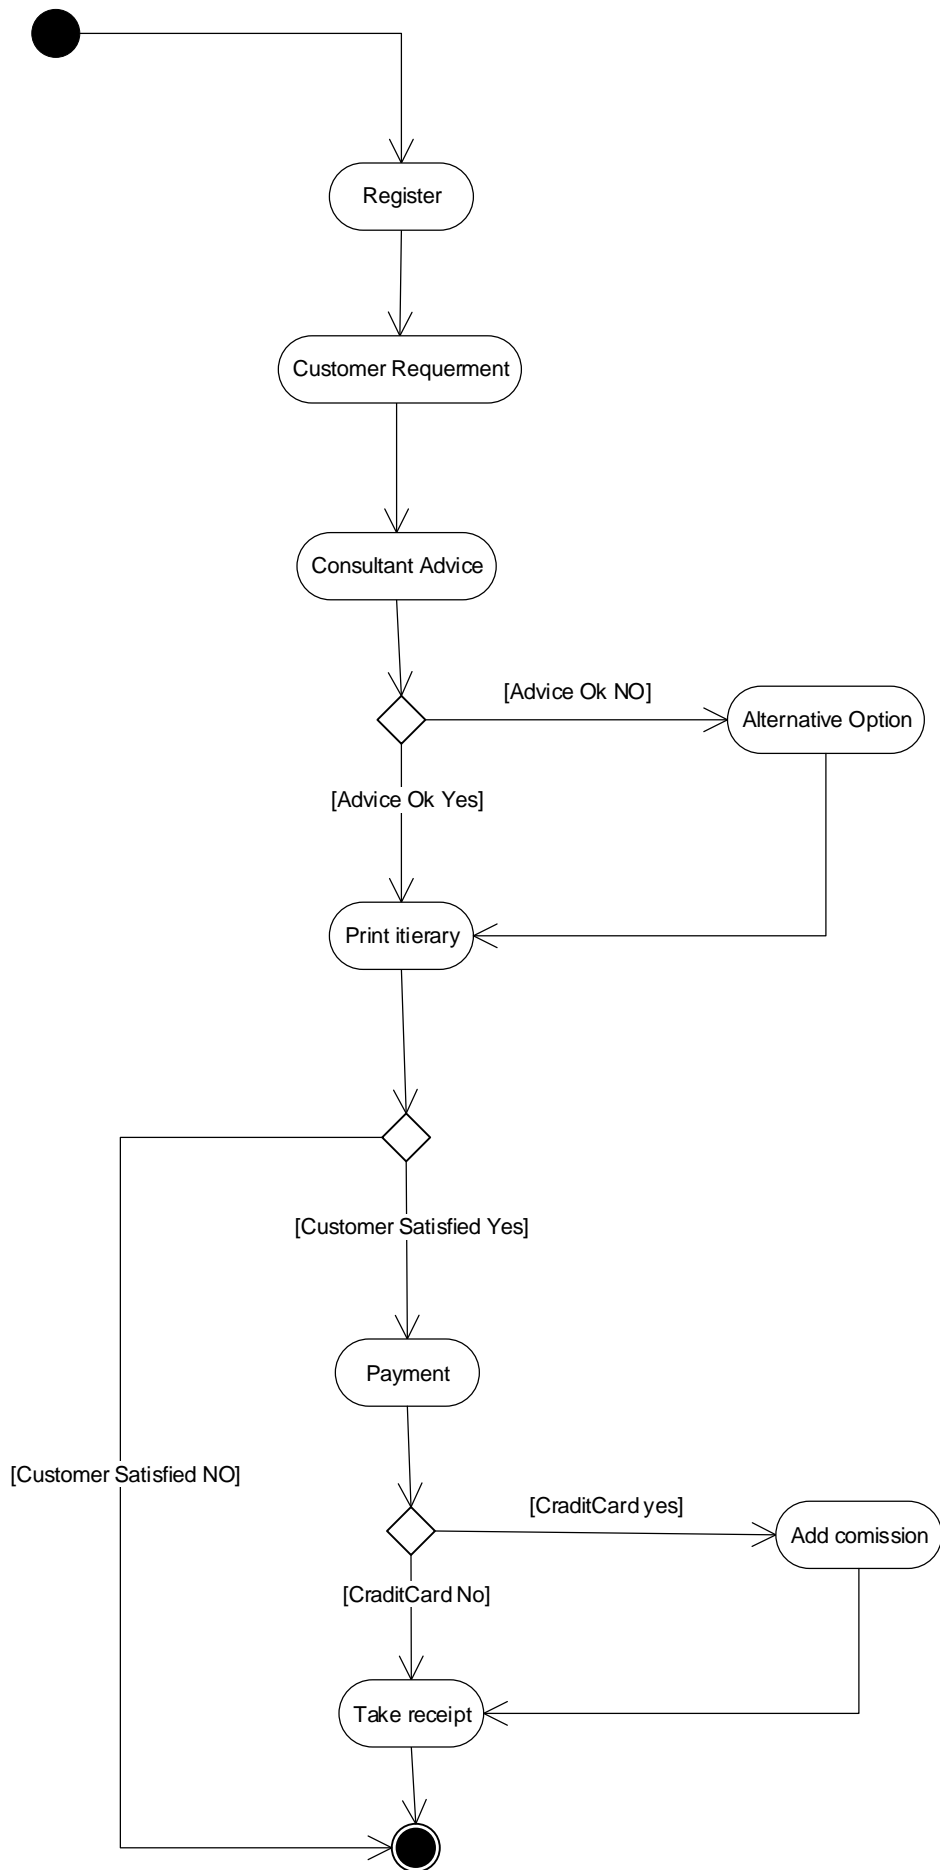 Register
Customer Requerment
Consultant Advice
[Advice Ok NO]
Alternative Option
[Advice Ok Yes]
Print itierary
[Customer Satisfied Yes]
Payment
[Customer Satisfied NO]
[CraditCard yes]
Add comission
[CraditCard No]
Take receipt